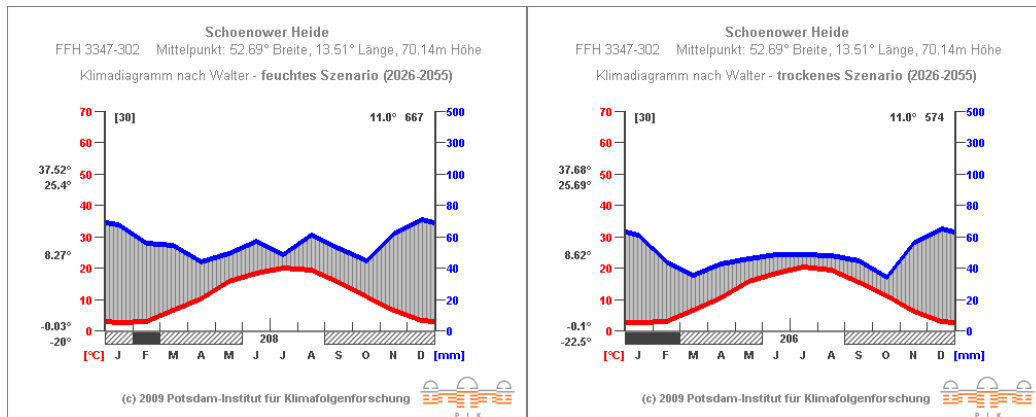 Schoenower Heide
FFH 3347-302 Mittelpunkt: 52.69° Breite, 13.51° Länge, 70.14m Höhe
Klimadiagramm nach Walter - feuchtes Szenario (2026-2055)
70 [30] 11.0° 667 500
60 300
37.52° 50 100
25.4°
40 80
30 60
8.27° 20 40
10 20
-0.03° 0 0
-20° 208
[°C] J F M A M J J A S O N D [mm]
(c) 2009 Potsdam-Institut für Klimafolgenforschung
P I K
Schoenower Heide
FFH 3347-302 Mittelpunkt: 52.69° Breite, 13.51° Länge, 70.14m Höhe
Klimadiagramm nach Walter - trockenes Szenario (2026-2055)
70 [30] 11.0° 574 500
60 300
37.68° 50 100
25.69°
40 80
30 60
8.62° 20 40
10 20
-0.1° 0 0
-22.5° 206
[°C] J F M A M J J A S O N D [mm]
(c) 2009 Potsdam-Institut für Klimafolgenforschung
P I K